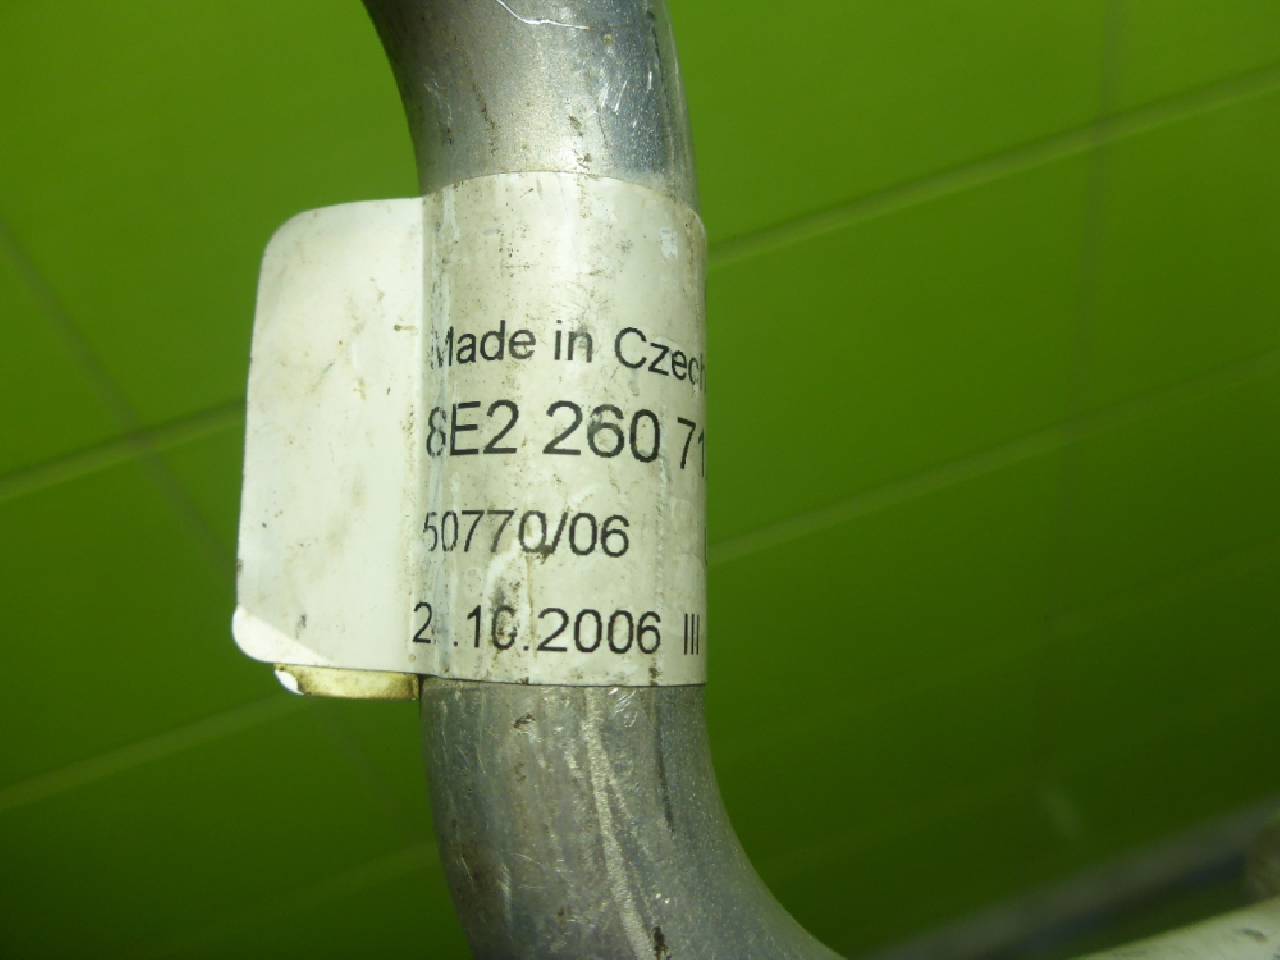 Made in Czech
8E2 260 71
50770/06
.10.2006 III